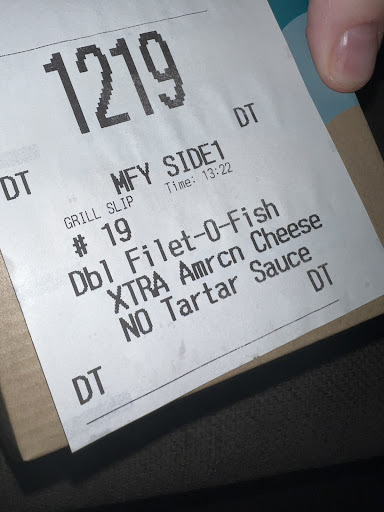 1219
DT
DT
MFY SIDE1
GRILL SLIP
Time: 13:22
# 19
Dbl Filet-O-Fish
XTRA Amrcn Cheese
NO Tartar Sauce
DT
DT